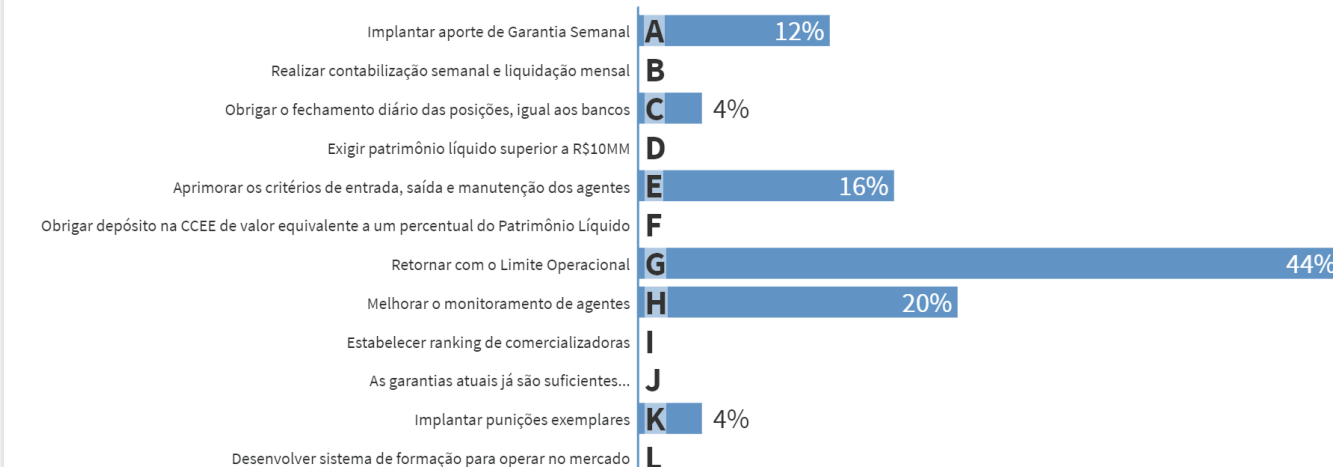 Implantar aporte de Garantia Semanal A 12%
Realizar contabilização semanal e liquidação mensal B
Obrigar o fechamento diário das posições, igual aos bancos C 4%
Exigir patrimônio líquido superior a R$10MM D
Aprimorar os critérios de entrada, saída e manutenção dos agentes E 16%
Obrigar depósito na CCEE de valor equivalente a um percentual do Patrimônio Líquido F
Retornar com o Limite Operacional G 44%
Melhorar o monitoramento de agentes H 20%
Estabelecer ranking de comercializadoras I
As garantias atuais já são suficientes... J
Implantar punições exemplares K 4%
Desenvolver sistema de formação para operar no mercado L